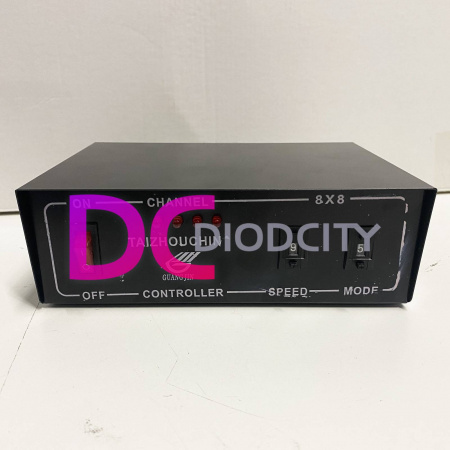 ON CHANNEL 8X8
DC DIODCITY
TAIZHOUCHIN
9 5
GUANGJIN
OFF CONTROLLER SPEED MODE